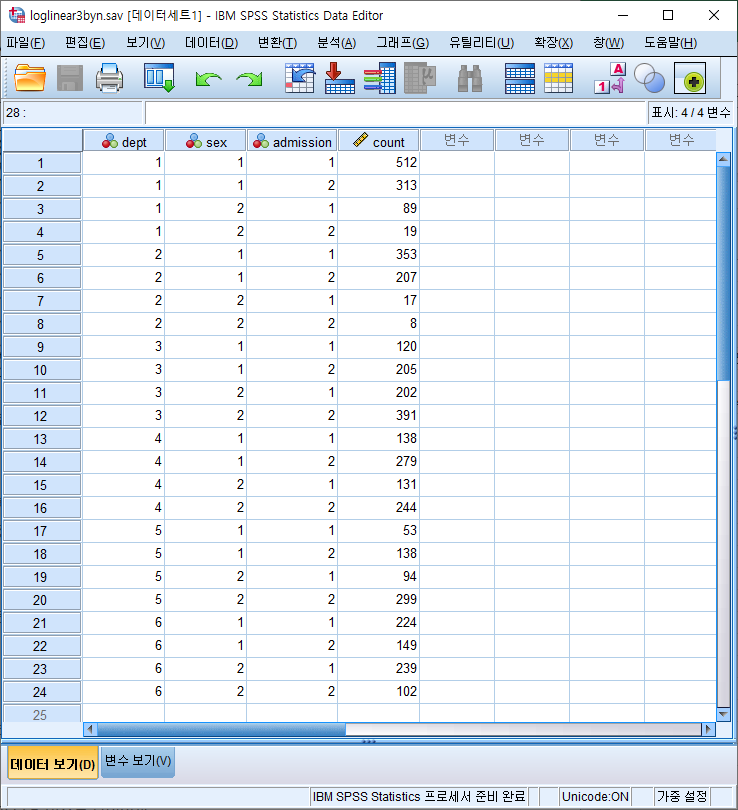 loglinear3byn.sav [데이터세트1] - IBM SPSS Statistics Data Editor
파일(F) 편집(E) 보기(V) 데이터(D) 변환(T) 분석(A) 그래프(G) 유틸리티(U) 확장(X) 창(W) 도움말(H)
28 : 표시: 4 / 4 변수
dept sex admission count 변수 변수 변수 변수
1 1 1 1 512
2 1 1 2 313
3 1 2 1 89
4 1 2 2 19
5 2 1 1 353
6 2 1 2 207
7 2 2 1 17
8 2 2 2 8
9 3 1 1 120
10 3 1 2 205
11 3 2 1 202
12 3 2 2 391
13 4 1 1 138
14 4 1 2 279
15 4 2 1 131
16 4 2 2 244
17 5 1 1 53
18 5 1 2 138
19 5 2 1 94
20 5 2 2 299
21 6 1 1 224
22 6 1 2 149
23 6 2 1 239
24 6 2 2 102
25
데이터 보기(D) 변수 보기(V)
IBM SPSS Statistics 프로세서 준비 완료 Unicode:ON 가중 설정